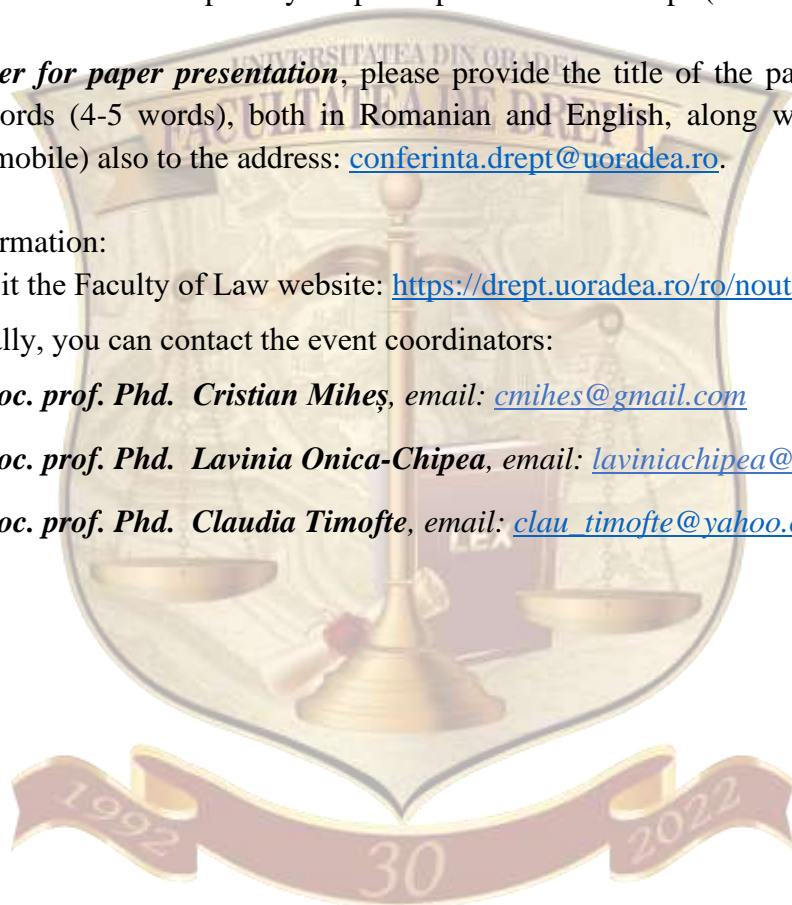 er for paper presentation, please provide the title of the pa
ords (4-5 words), both in Romanian and English, along w
mobile) also to the address: conferinta.drept@uoradea.ro.
rmation:
it the Faculty of Law website: https://drept.uoradea.ro/ro/nout
lly, you can contact the event coordinators:
oc. prof. Phd. Cristian Miheș, email: cmihes@gmail.com
oc. prof. Phd. Lavinia Onica-Chipea, email: laviniachipea@
oc. prof. Phd. Claudia Timofte, email: clau_timofte@yahoo.c
UNIVERSITATEA DIN ORADEA
FACULTATEA DE DREPT
LEX
1992
30
2022